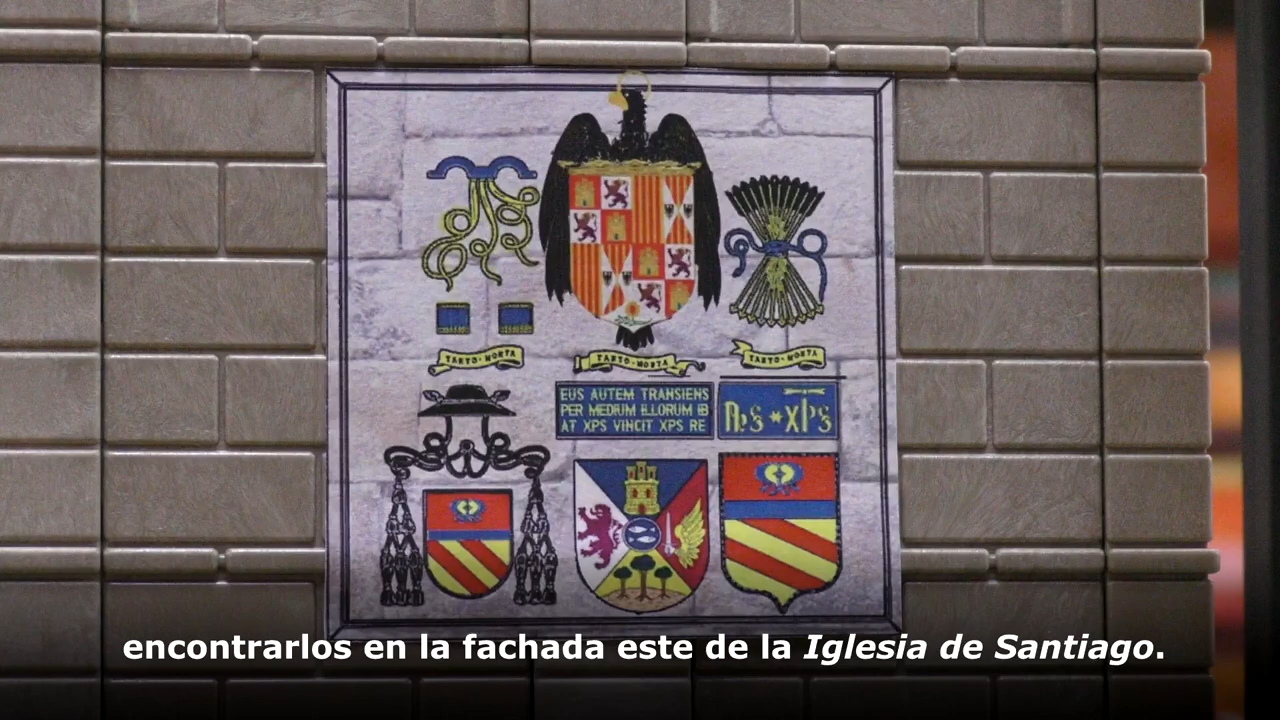 TANTO·MONTA
TANTO·MONTA
TANTO·MONTA
EUS AUTEM TRANSIENS
PER MEDIUM ILLORUM IB
AT XPS VINCIT XPS RE
encontrarlos en la fachada este de la Iglesia de Santiago.